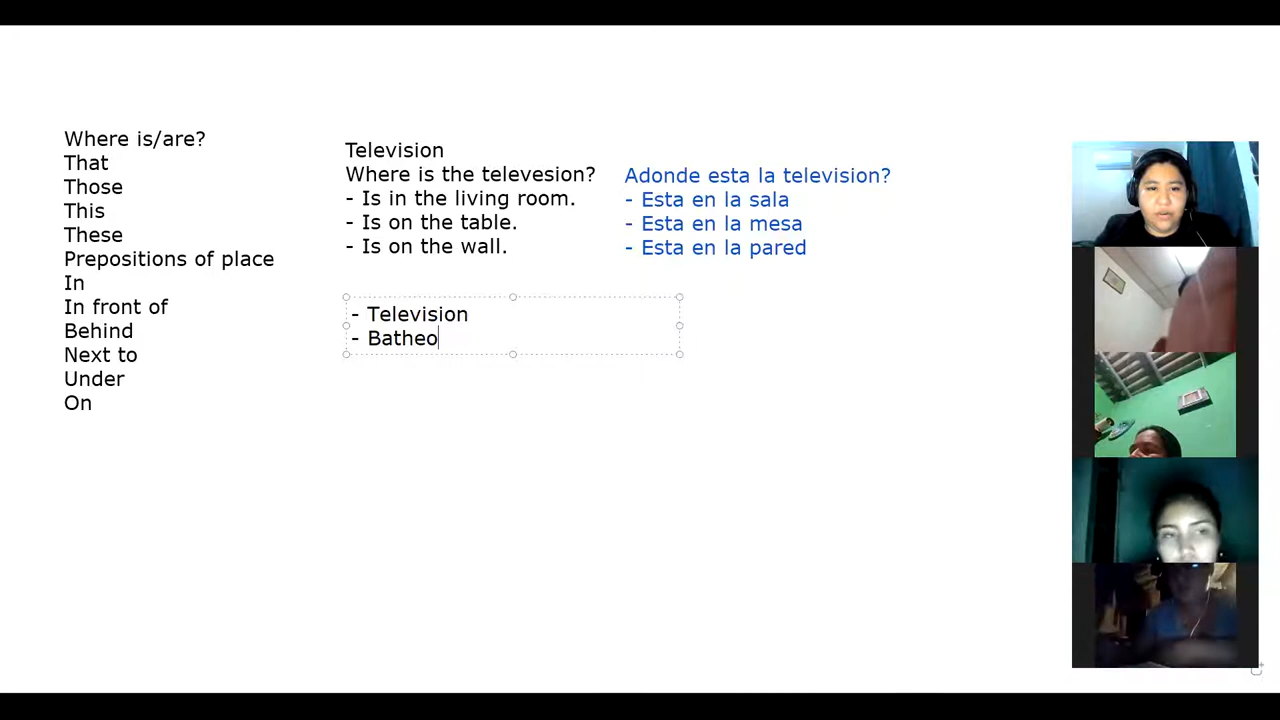 Where is/are?
That
Those
This
These
Prepositions of place
In
In front of
Behind
Next to
Under
On
Television
Where is the televesion?
- Is in the living room.
- Is on the table.
- Is on the wall.
Adonde esta la television?
- Esta en la sala
- Esta en la mesa
- Esta en la pared
- Television
- Batheo